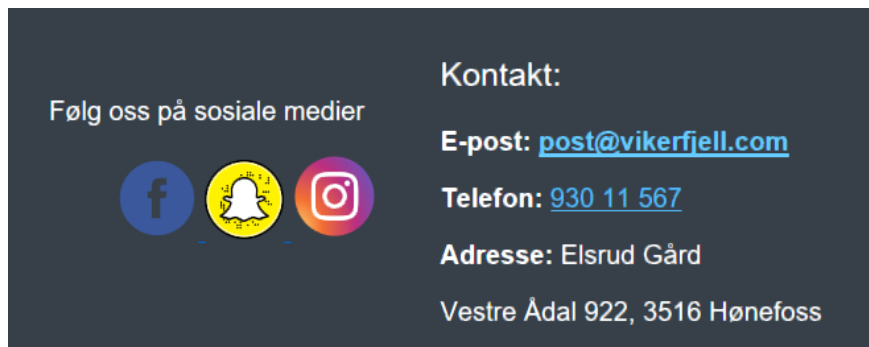 Følg oss på sosiale medier
Kontakt:
E-post: post@vikerfjell.com
Telefon: 930 11 567
Adresse: Elsrud Gård
Vestre Ådal 922, 3516 Hønefoss